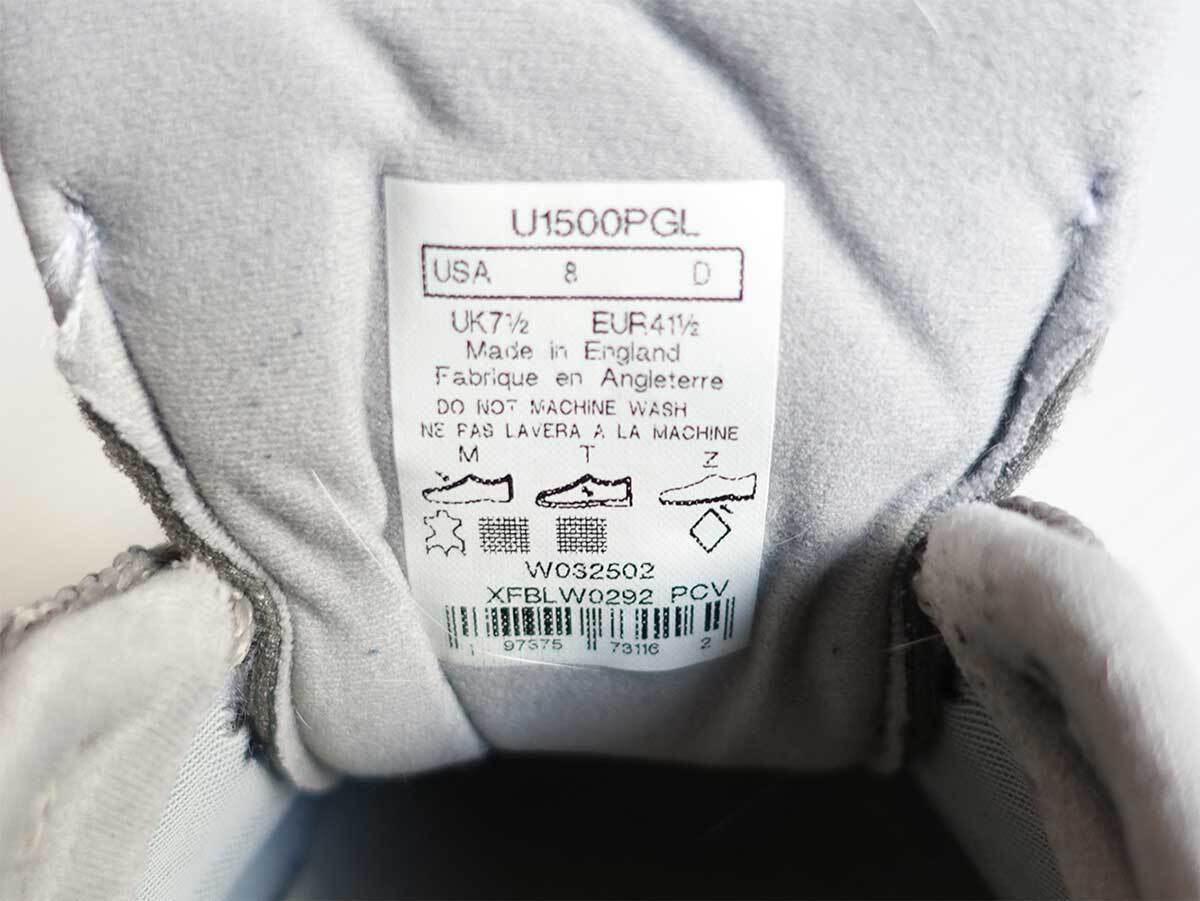 U1500PGL
USA 8 D
UK7½ EUR41½
Made in England
Fabrique en Angleterre
DO NOT MACHINE WASH
NE PAS LAVERA A LA MACHINE
M T Z
W032502
XFBLW0292 PCV
1 97375 73116 2